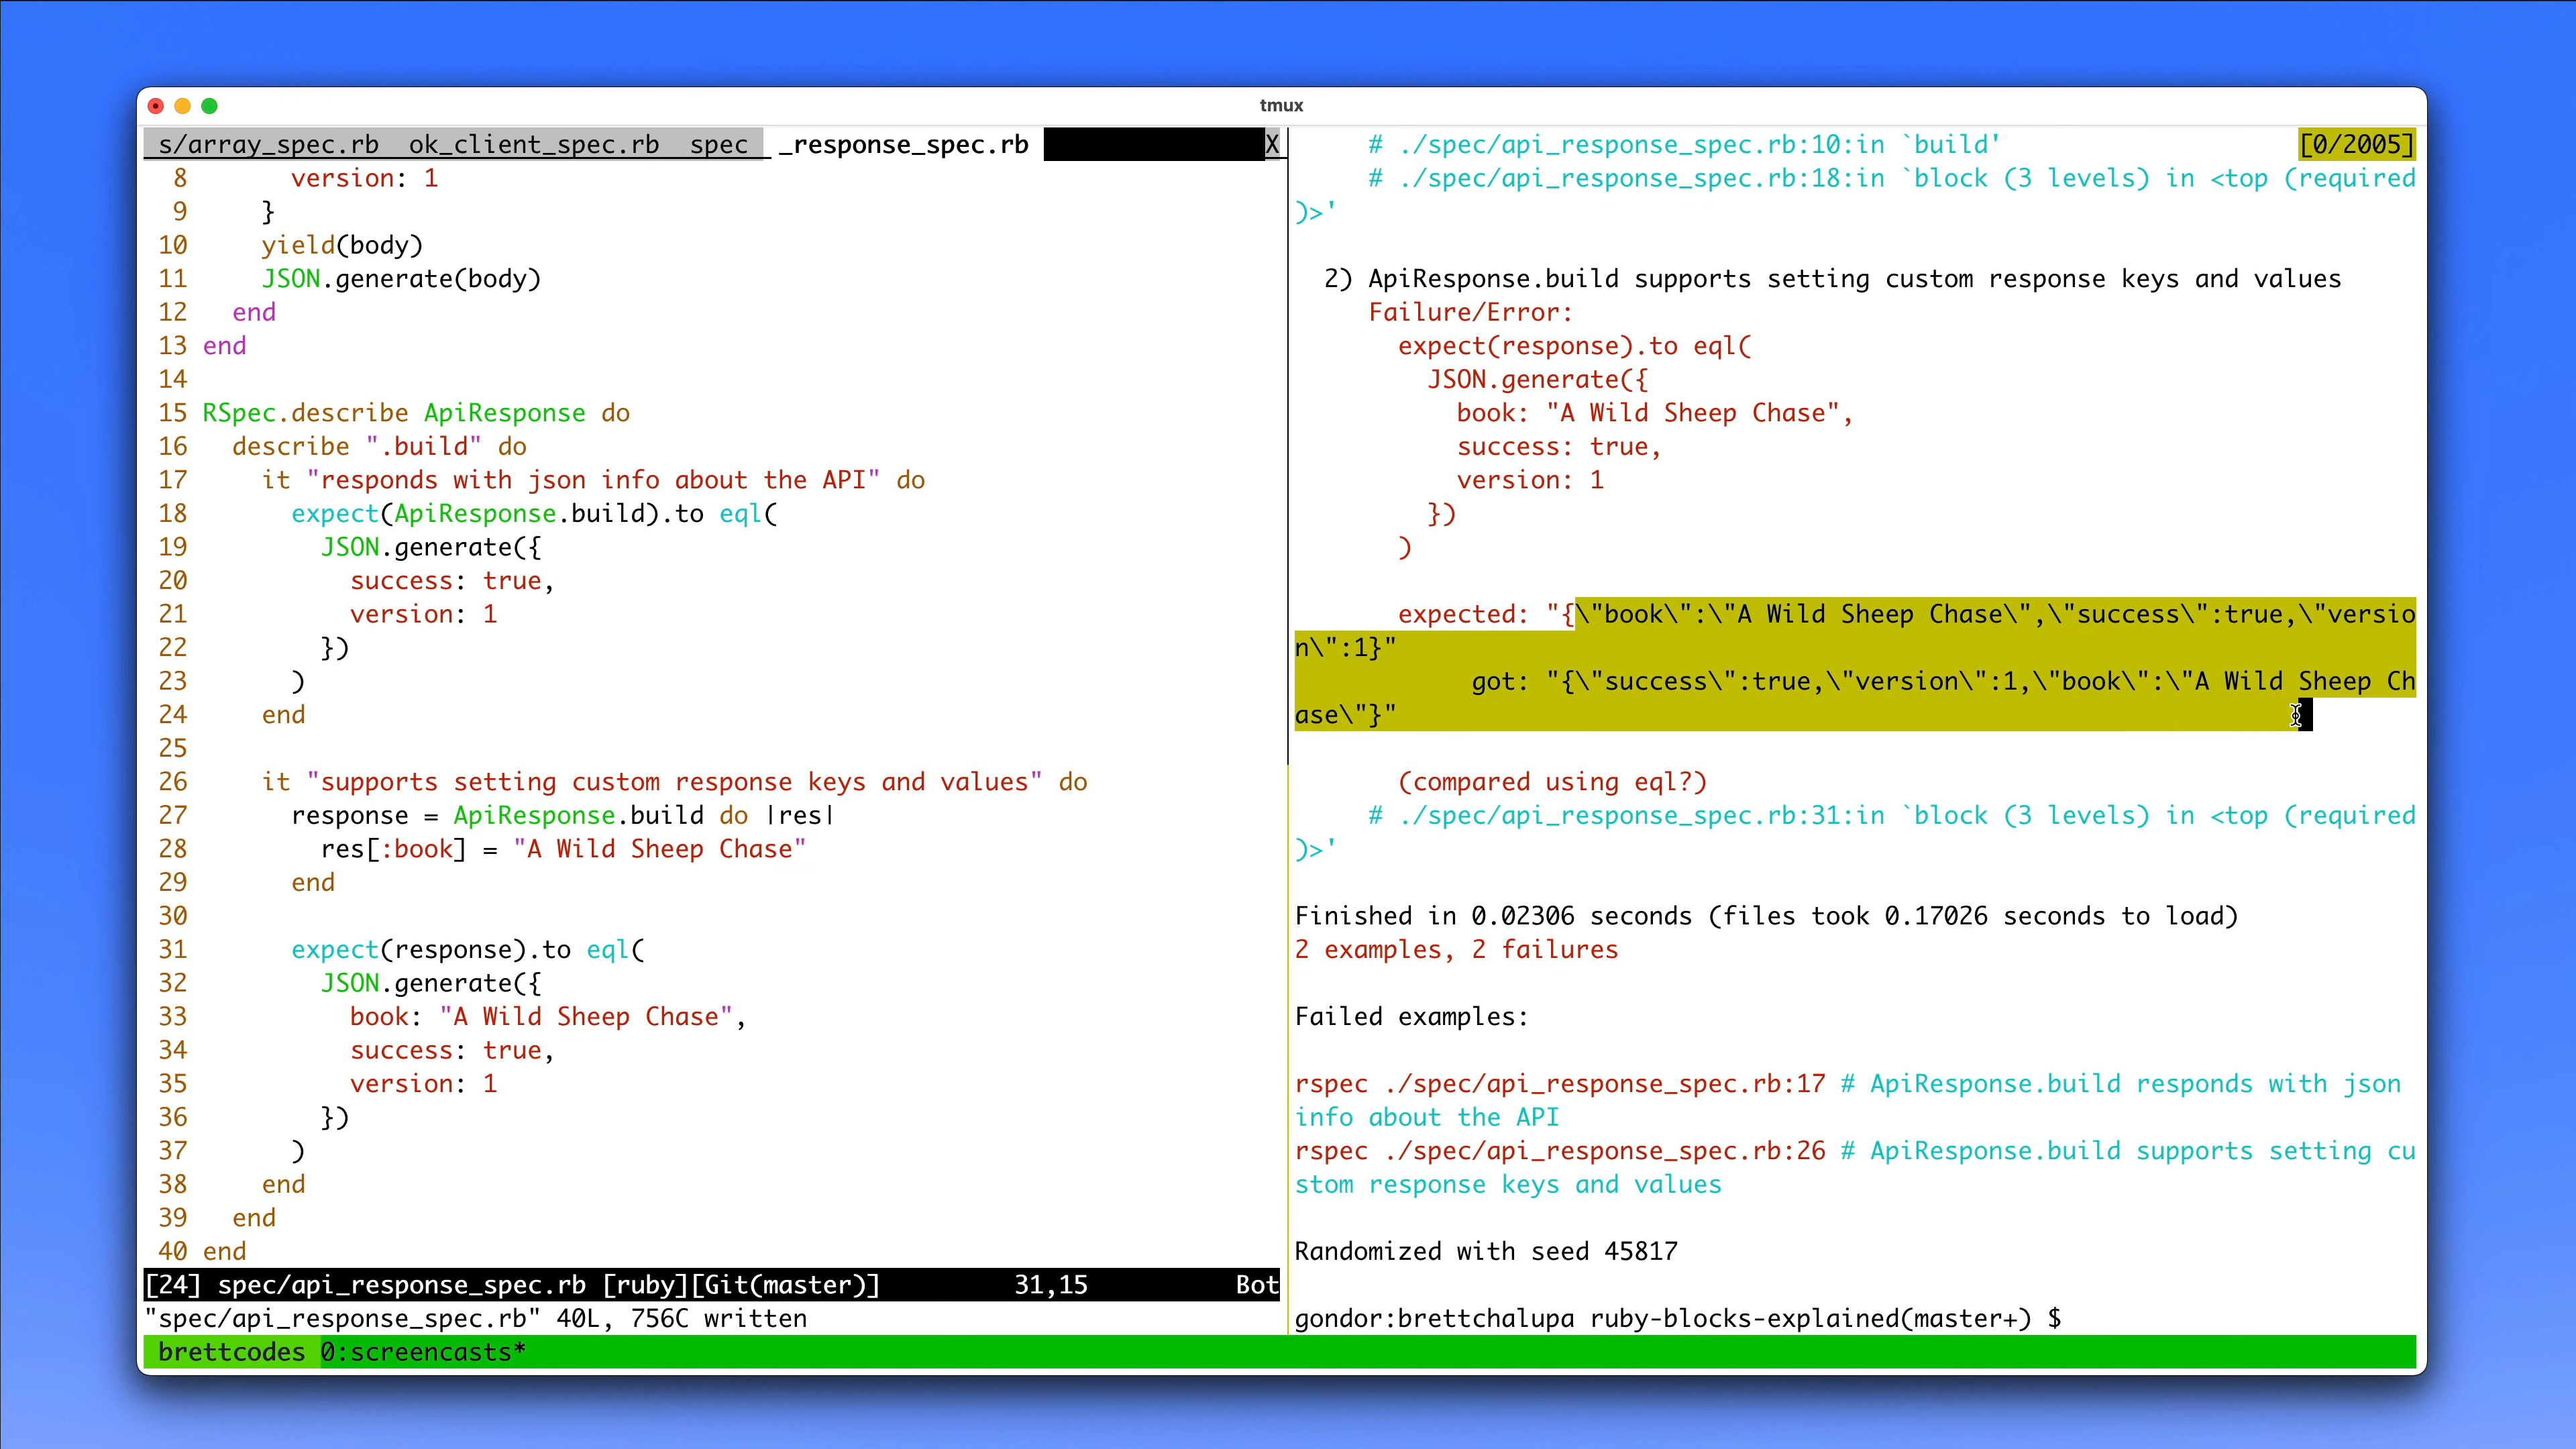 tmux
s/array_spec.rb  ok_client_spec.rb  spec  _response_spec.rb  X
8       version: 1
9     }
10     yield(body)
11     JSON.generate(body)
12   end
13 end
14
15 RSpec.describe ApiResponse do
16   describe ".build" do
17     it "responds with json info about the API" do
18       expect(ApiResponse.build).to eql(
19         JSON.generate({
20           success: true,
21           version: 1
22         })
23       )
24     end
25
26     it "supports setting custom response keys and values" do
27       response = ApiResponse.build do |res|
28         res[:book] = "A Wild Sheep Chase"
29       end
30
31       expect(response).to eql(
32         JSON.generate({
33           book: "A Wild Sheep Chase",
34           success: true,
35           version: 1
36         })
37       )
38     end
39   end
40 end
[24] spec/api_response_spec.rb [ruby][Git(master)]         31,15          Bot
"spec/api_response_spec.rb" 40L, 756C written
     # ./spec/api_response_spec.rb:10:in `build'                    [0/2005]
     # ./spec/api_response_spec.rb:18:in `block (3 levels) in <top (required
)>'
  2) ApiResponse.build supports setting custom response keys and values
     Failure/Error:
       expect(response).to eql(
         JSON.generate({
           book: "A Wild Sheep Chase",
           success: true,
           version: 1
         })
       )
       expected: "{\"book\":\"A Wild Sheep Chase\",\"success\":true,\"versio
n\":1}"
            got: "{\"success\":true,\"version\":1,\"book\":\"A Wild Sheep Ch
ase\"}"
       (compared using eql?)
     # ./spec/api_response_spec.rb:31:in `block (3 levels) in <top (required
)>'
Finished in 0.02306 seconds (files took 0.17026 seconds to load)
2 examples, 2 failures
Failed examples:
rspec ./spec/api_response_spec.rb:17 # ApiResponse.build responds with json
info about the API
rspec ./spec/api_response_spec.rb:26 # ApiResponse.build supports setting cu
stom response keys and values
Randomized with seed 45817
gondor:brettchalupa ruby-blocks-explained(master+) $
brettcodes 0:screencasts*